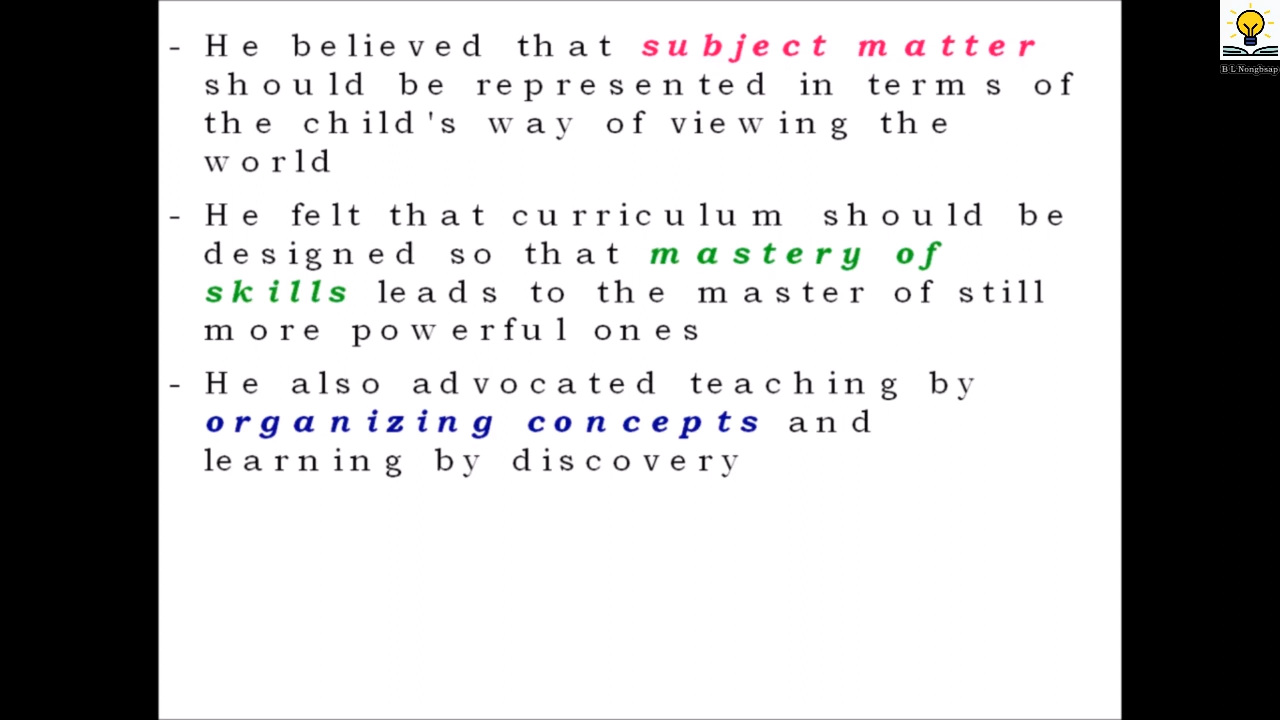 - He believed that subject matter
should be represented in terms of
the child's way of viewing the
world
- He felt that curriculum should be
designed so that mastery of
skills leads to the master of still
more powerful ones
- He also advocated teaching by
organizing concepts and
learning by discovery
B L Nongbsap